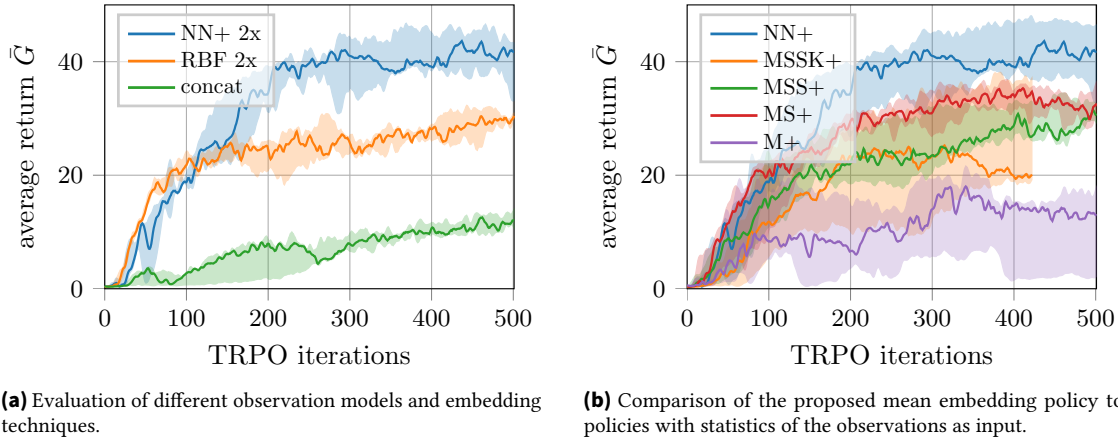 NN+ 2x
RBF 2x
concat
average return Ḡ
40
20
0
0 100 200 300 400 500
TRPO iterations
(a) Evaluation of different observation models and embedding
techniques.
NN+
MSSK+
MSS+
MS+
M+
average return Ḡ
40
20
0
0 100 200 300 400 500
TRPO iterations
(b) Comparison of the proposed mean embedding policy to
policies with statistics of the observations as input.